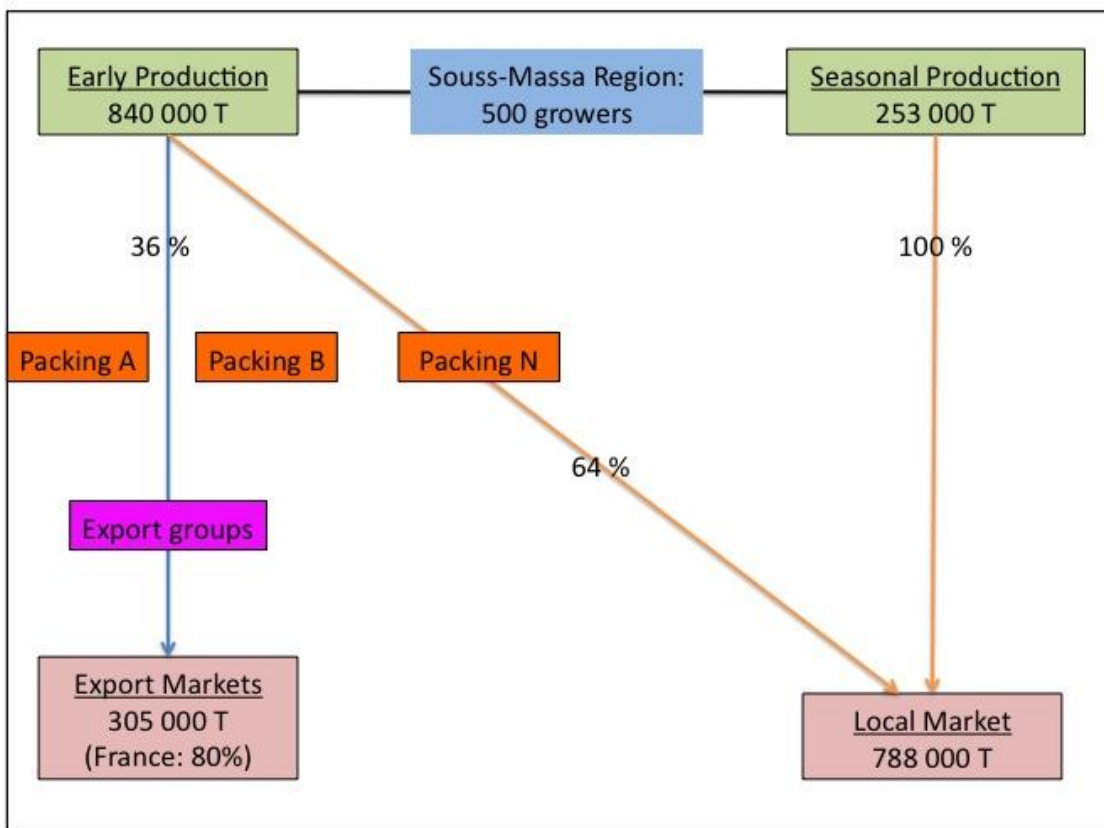 Early Production
840 000 T
Souss-Massa Region:
500 growers
Seasonal Production
253 000 T
36 %
100 %
Packing A
Packing B
Packing N
64 %
Export groups
Export Markets
305 000 T
(France: 80%)
Local Market
788 000 T